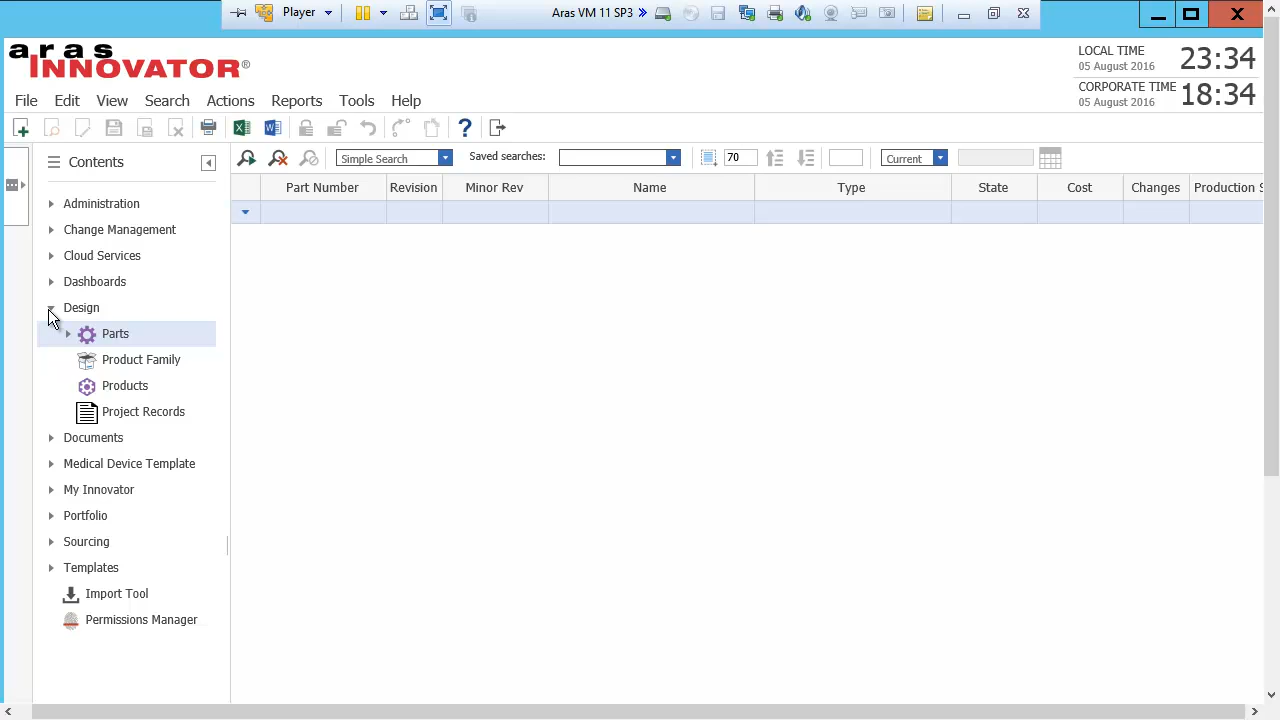 Player
Aras VM 11 SP3
aras
INNOVATOR®
LOCAL TIME
05 August 2016
23:34
CORPORATE TIME
05 August 2016
18:34
File Edit View Search Actions Reports Tools Help
Contents
Simple Search
Saved searches:
70
Current
Part Number Revision Minor Rev Name Type State Cost Changes Production S
Administration
Change Management
Cloud Services
Dashboards
Design
Parts
Product Family
Products
Project Records
Documents
Medical Device Template
My Innovator
Portfolio
Sourcing
Templates
Import Tool
Permissions Manager